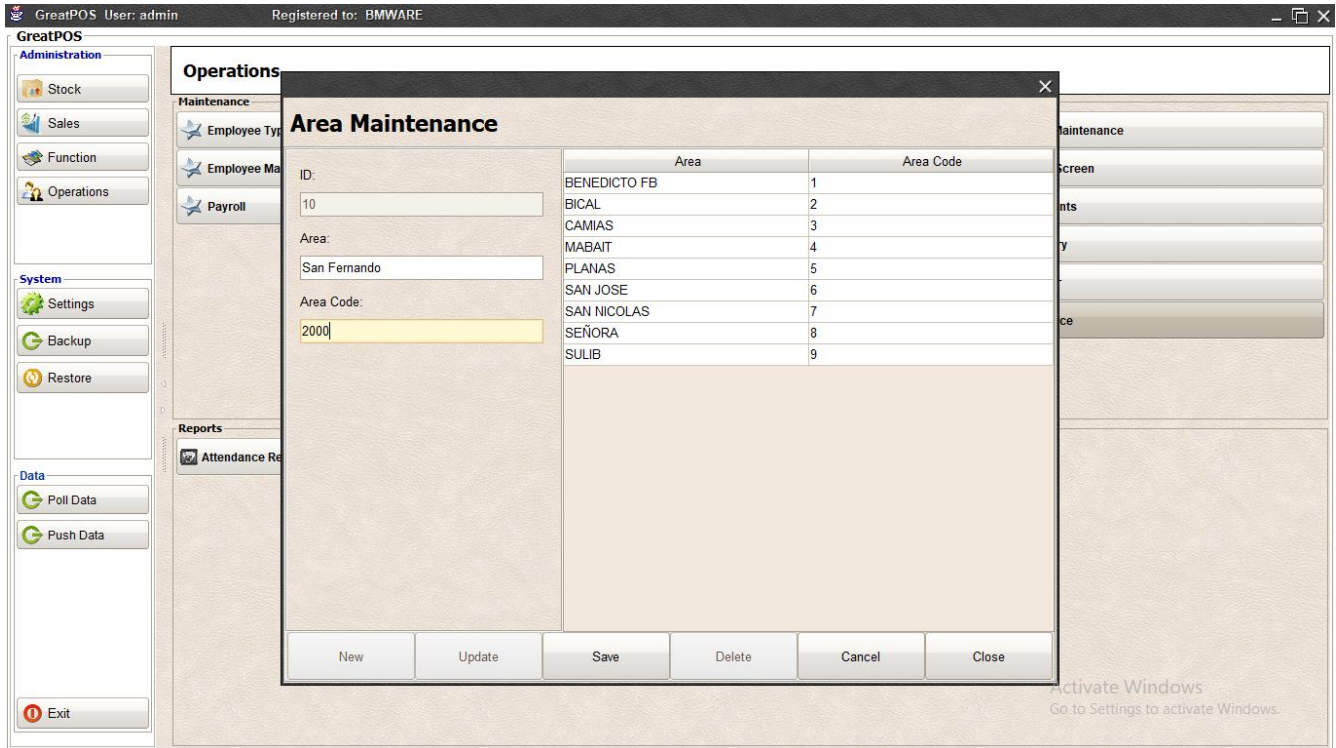 GreatPOS User: admin Registered to: BMWARE
GreatPOS
Administration
Stock
Sales
Function
Operations
System
Settings
Backup
Restore
Data
Poll Data
Push Data
Exit
Operations
Maintenance
Employee Typ
Employee Ma
Payroll
Maintenance
Screen
nts
ry
ce
Reports
Attendance Re
Area Maintenance
ID:
10
Area:
San Fernando
Area Code:
2000
Area Area Code
BENEDICTO FB 1
BICAL 2
CAMIAS 3
MABAIT 4
PLANAS 5
SAN JOSE 6
SAN NICOLAS 7
SEÑORA 8
SULIB 9
New Update Save Delete Cancel Close
Activate Windows
Go to Settings to activate Windows.